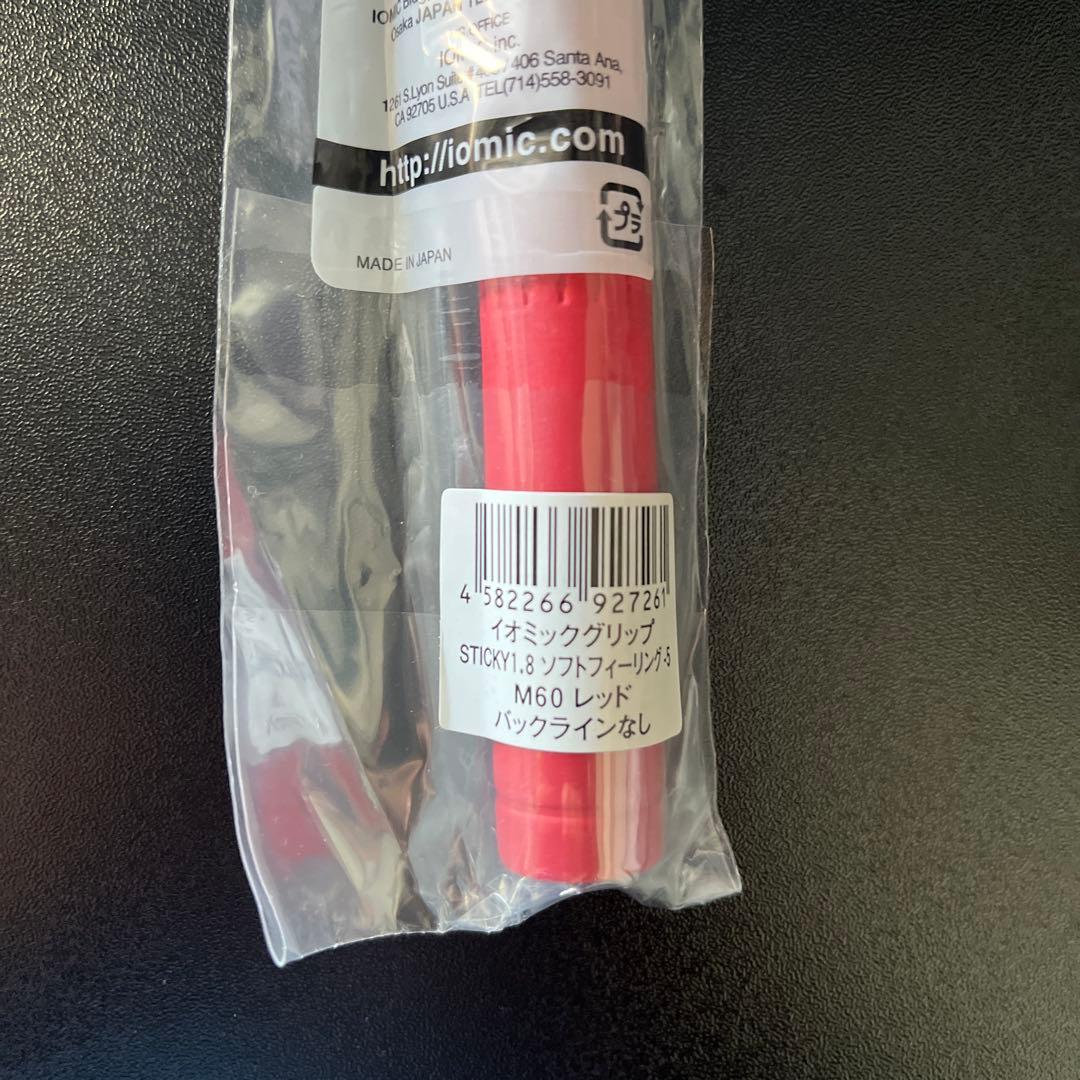 Osaka JAPAN
OFFICE
inc.
1261 S.Lyon 406 Santa Ana,
CA 92705 U.S.A TEL(714)558-3091
http://iomic.com
プラ
MADE IN JAPAN
4 582266 927261
イオミックグリップ
STICKY1.8 ソフトフィーリング-5
M60 レッド
バックラインなし